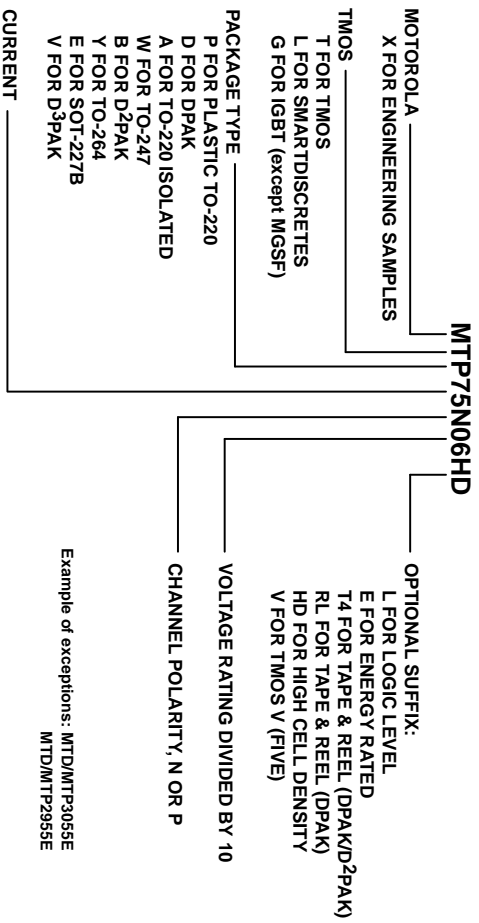 MTP75N06HD
MOTOROLA
X FOR ENGINEERING SAMPLES
TMOS
T FOR TMOS
L FOR SMARTDISCRETES
G FOR IGBT (except MGSF)
PACKAGE TYPE
P FOR PLASTIC TO-220
D FOR DPAK
A FOR TO-220 ISOLATED
W FOR TO-247
B FOR D²PAK
Y FOR TO-264
E FOR SOT-227B
V FOR D³PAK
CURRENT
OPTIONAL SUFFIX:
L FOR LOGIC LEVEL
E FOR ENERGY RATED
T4 FOR TAPE & REEL (DPAK/D²PAK)
RL FOR TAPE & REEL (DPAK)
HD FOR HIGH CELL DENSITY
V FOR TMOS V (FIVE)
VOLTAGE RATING DIVIDED BY 10
CHANNEL POLARITY, N OR P
Example of exceptions: MTD/MTP3055E
MTD/MTP2955E